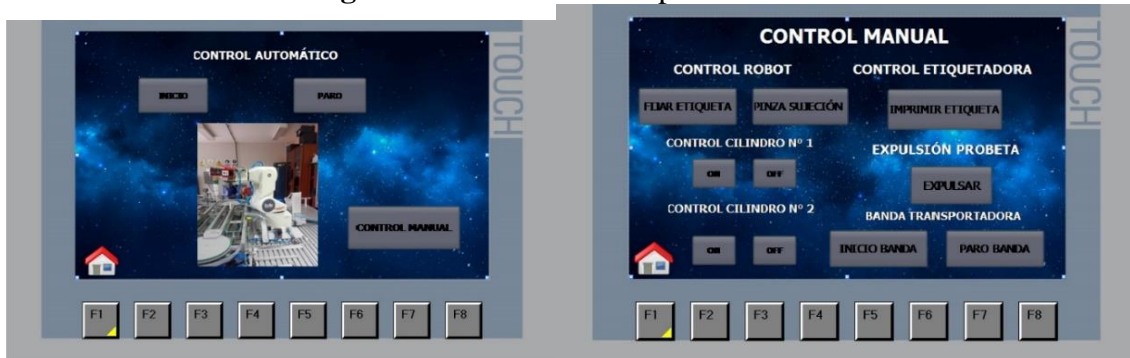 CONTROL AUTOMÁTICO
INICIO
PARO
CONTROL MANUAL
TOUCH
F1
F2
F3
F4
F5
F6
F7
F8
CONTROL MANUAL
CONTROL ROBOT
CONTROL ETIQUETADORA
FIJAR ETIQUETA
PINZA SUJECIÓN
IMPRIMIR ETIQUETA
CONTROL CILINDRO Nº 1
EXPULSIÓN PROBETA
ON
OFF
EXPULSAR
CONTROL CILINDRO Nº 2
BANDA TRANSPORTADORA
ON
OFF
INICIO BANDA
PARO BANDA
TOUCH
F1
F2
F3
F4
F5
F6
F7
F8